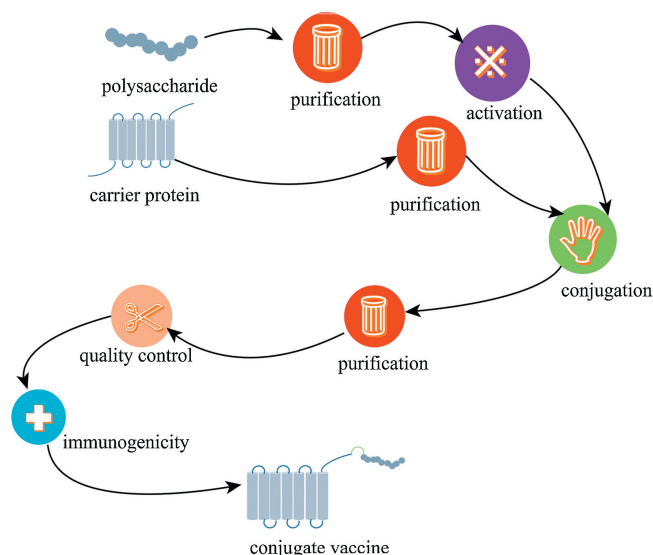 polysaccharide
purification
activation
carrier protein
purification
conjugation
quality control
purification
immunogenicity
conjugate vaccine